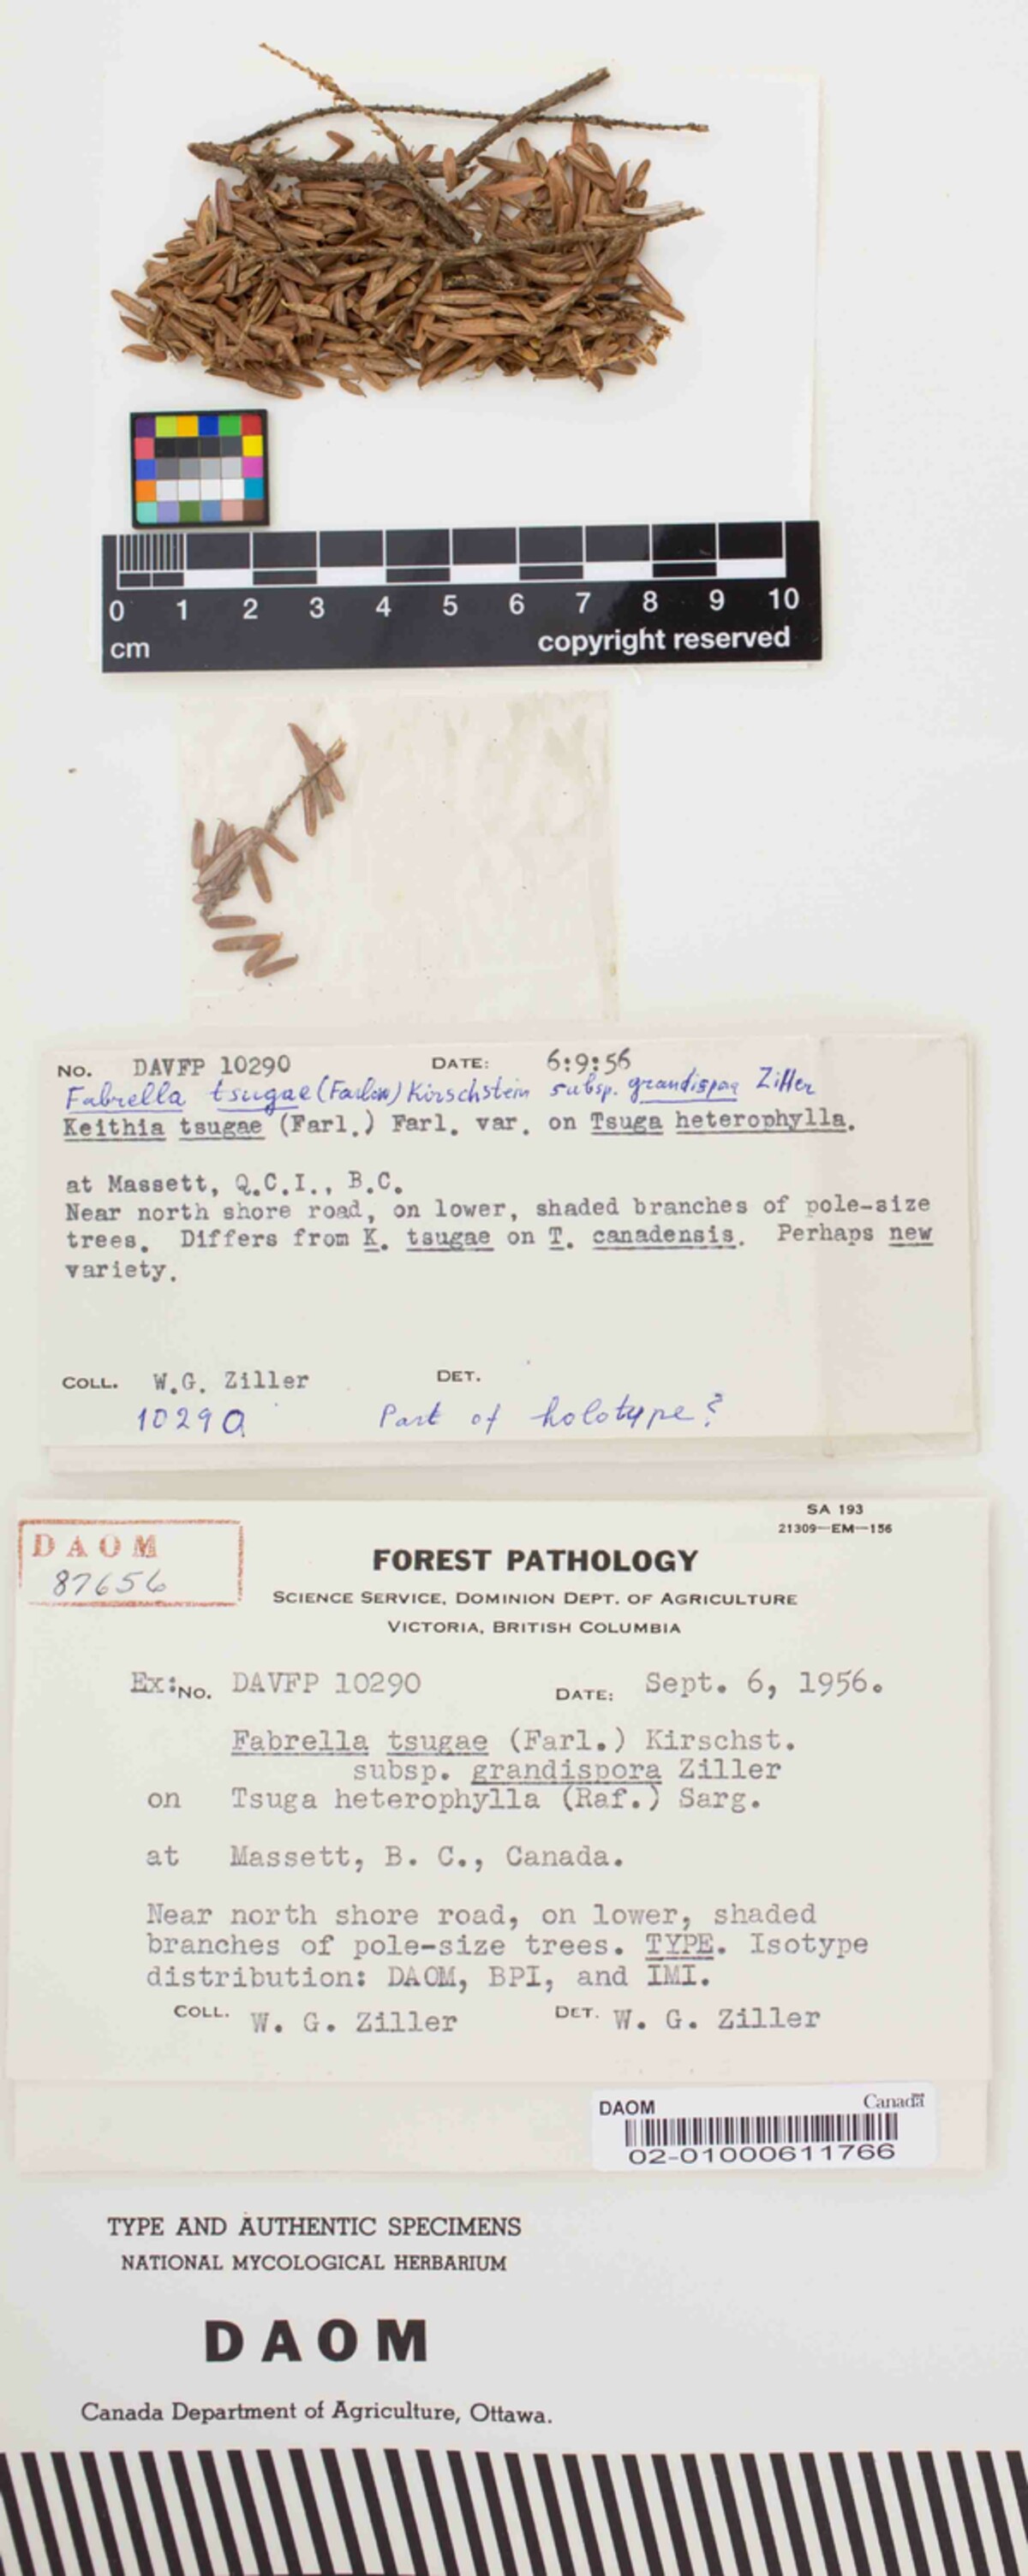 0 1 2 3 4 5 6 7 8 9 10
cm copyright reserved
NO. DAVFP 10290 DATE: 6:9:56
Fabrella tsugae (Farlow) Kirschstein subsp. grandispora Ziller
Keithia tsugae (Farl.) Farl. var. on Tsuga heterophylla.
at Massett, Q.C.I., B.C.
Near north shore road, on lower, shaded branches of pole-size
trees. Differs from K. tsugae on T. canadensis. Perhaps new
variety.
COLL. W.G. Ziller DET.
10290 Part of holotype?
SA 193
21309—EM—156
DAOM
87656
FOREST PATHOLOGY
SCIENCE SERVICE, DOMINION DEPT. OF AGRICULTURE
VICTORIA, BRITISH COLUMBIA
Ex: NO. DAVFP 10290 DATE: Sept. 6, 1956.
Fabrella tsugae (Farl.) Kirschst.
subsp. grandispora Ziller
on Tsuga heterophylla (Raf.) Sarg.
at Massett, B. C., Canada.
Near north shore road, on lower, shaded
branches of pole-size trees. TYPE. Isotype
distribution: DAOM, BPI, and IMI.
COLL. W. G. Ziller DET. W. G. Ziller
DAOM Canada
02-01000611766
TYPE AND AUTHENTIC SPECIMENS
NATIONAL MYCOLOGICAL HERBARIUM
DAOM
Canada Department of Agriculture, Ottawa.